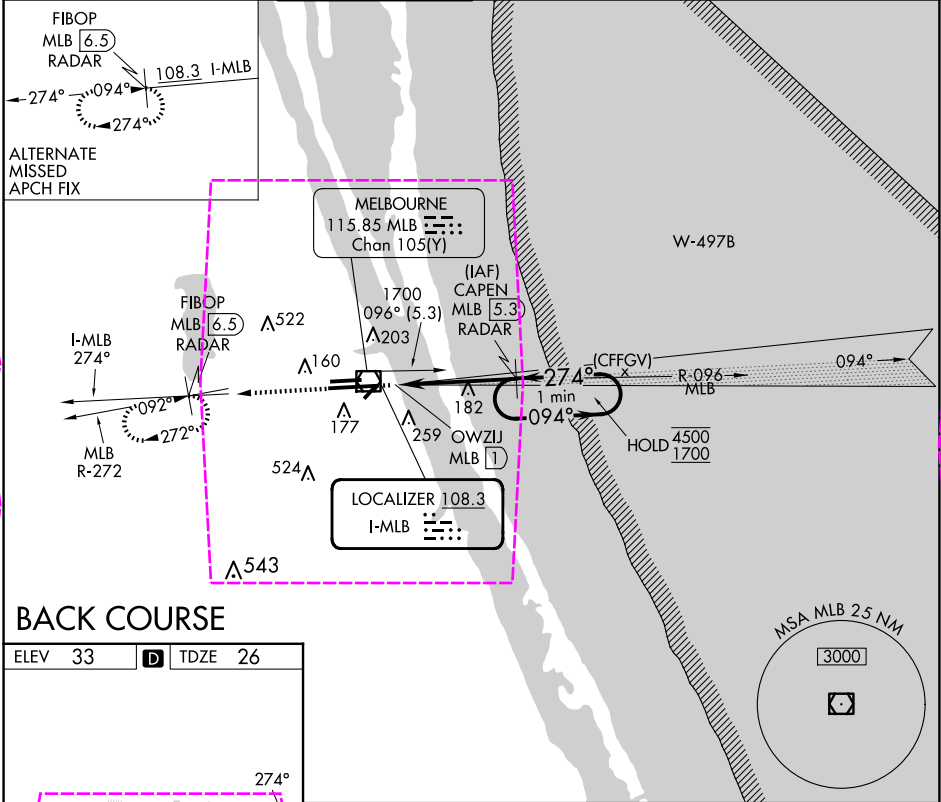 FIBOP
MLB 6.5
RADAR
108.3 I-MLB
274°
094°
274°
ALTERNATE
MISSED
APCH FIX
MELBOURNE
115.85 MLB
Chan 105(Y)
W-497B
(IAF)
CAPEN
MLB 5.3
RADAR
1700
096° (5.3)
FIBOP
MLB 6.5
RADAR
522
203
160
I-MLB
274°
(CFFGV)
x
094°
274°
R-096
MLB
1 min
094°
092°
272°
182
177
259
OWZIJ
MLB 1
HOLD 4500
1700
MLB
R-272
524
LOCALIZER 108.3
I-MLB
543
BACK COURSE
MSA MLB 25 NM
3000
ELEV 33 D TDZE 26
274°